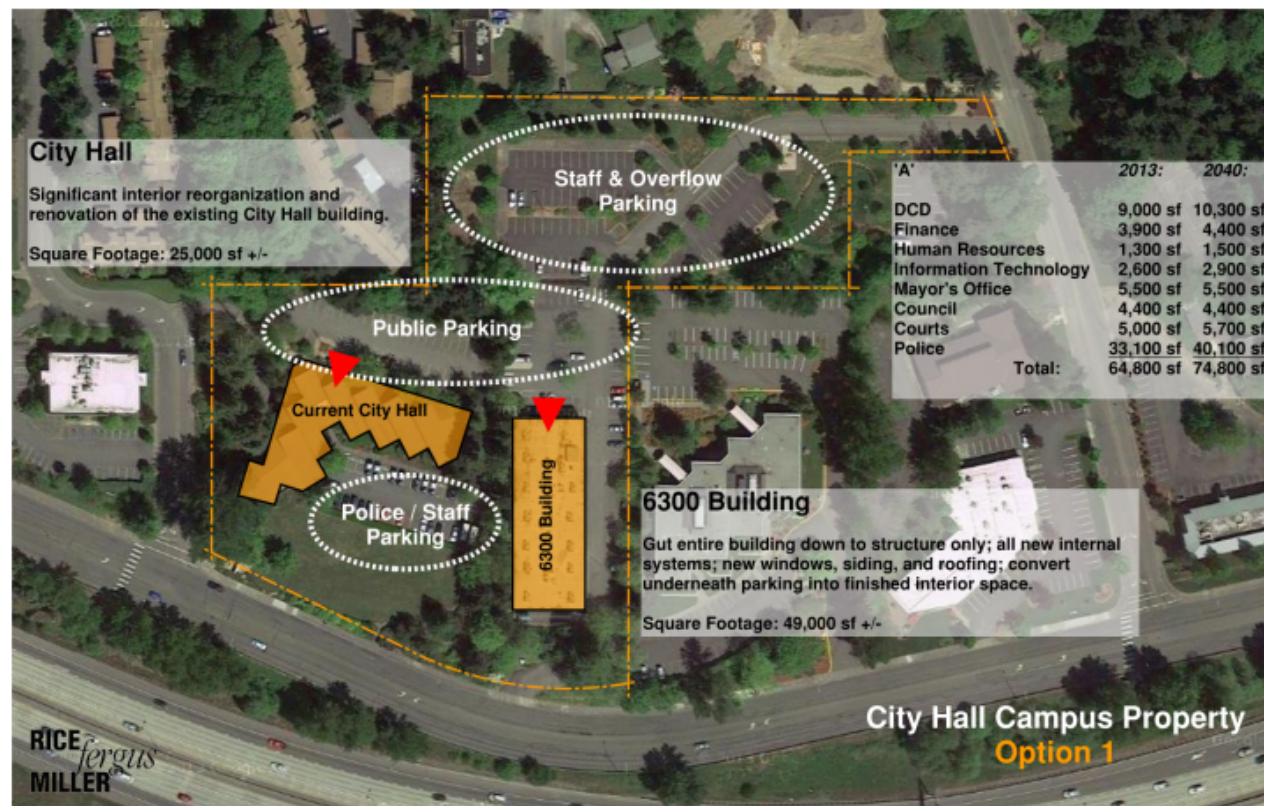 City Hall
Significant interior reorganization and
renovation of the existing City Hall building.
Square Footage: 25,000 sf +/-
Staff & Overflow
Parking
'A' 2013: 2040:
DCD 9,000 sf 10,300 sf
Finance 3,900 sf 4,400 sf
Human Resources 1,300 sf 1,500 sf
Information Technology 2,600 sf 2,900 sf
Mayor's Office 5,500 sf 5,500 sf
Council 4,400 sf 4,400 sf
Courts 5,000 sf 5,700 sf
Police 33,100 sf 40,100 sf
Total: 64,800 sf 74,800 sf
Public Parking
Current City Hall
6300 Building
Police / Staff
Parking
6300 Building
Gut entire building down to structure only; all new internal
systems; new windows, siding, and roofing; convert
underneath parking into finished interior space.
Square Footage: 49,000 sf +/-
City Hall Campus Property
Option 1
RICE
fergus
MILLER